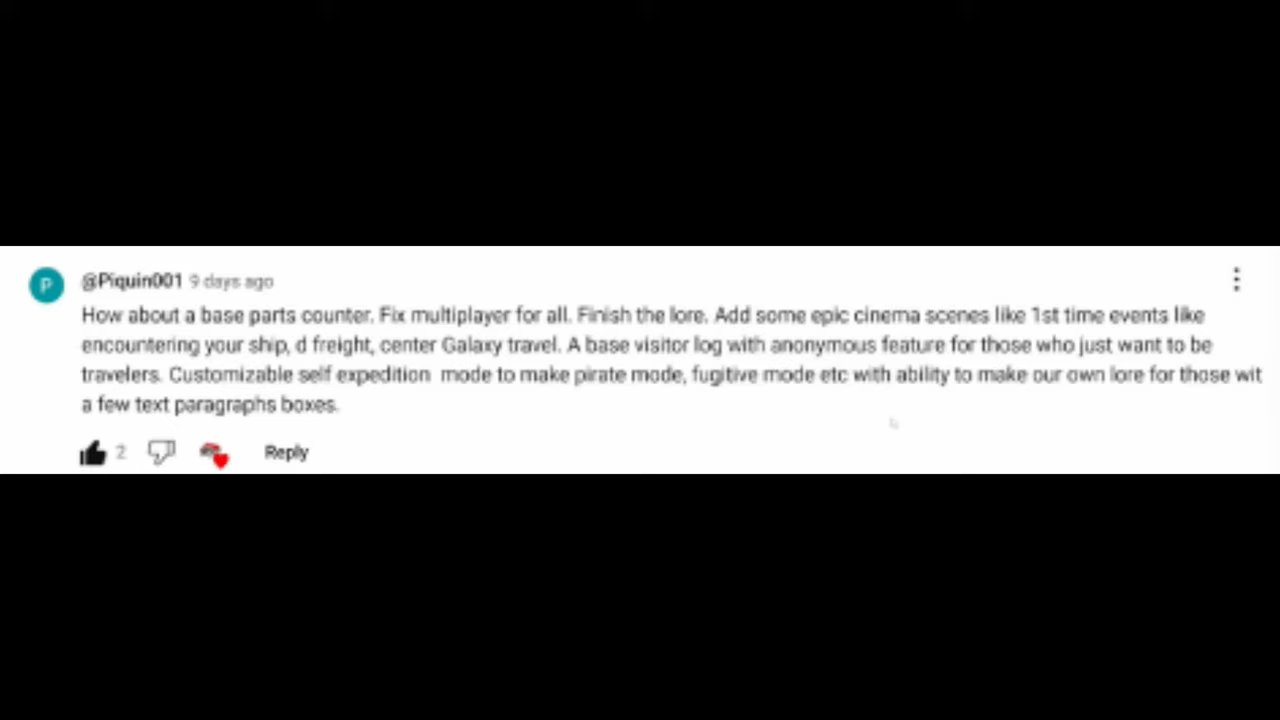 P
@Piquin001 9 days ago
How about a base parts counter. Fix multiplayer for all. Finish the lore. Add some epic cinema scenes like 1st time events like
encountering your ship, d freight, center Galaxy travel. A base visitor log with anonymous feature for those who just want to be
travelers. Customizable self expedition mode to make pirate mode, fugitive mode etc with ability to make our own lore for those wit
a few text paragraphs boxes.
2 Reply